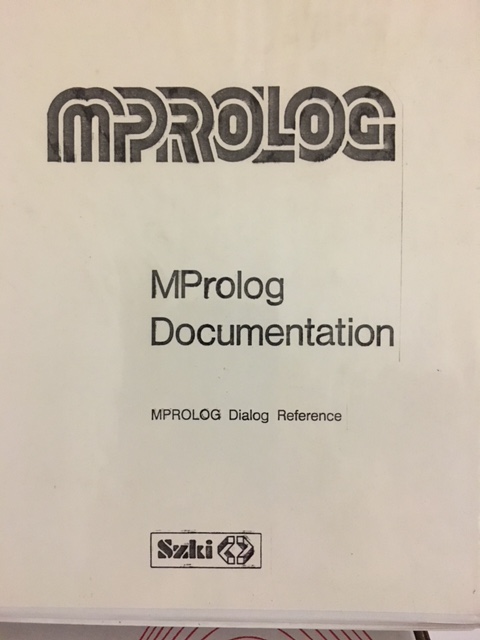 MPROLOG
MProlog
Documentation
MPROLOG Dialog Reference
Szki